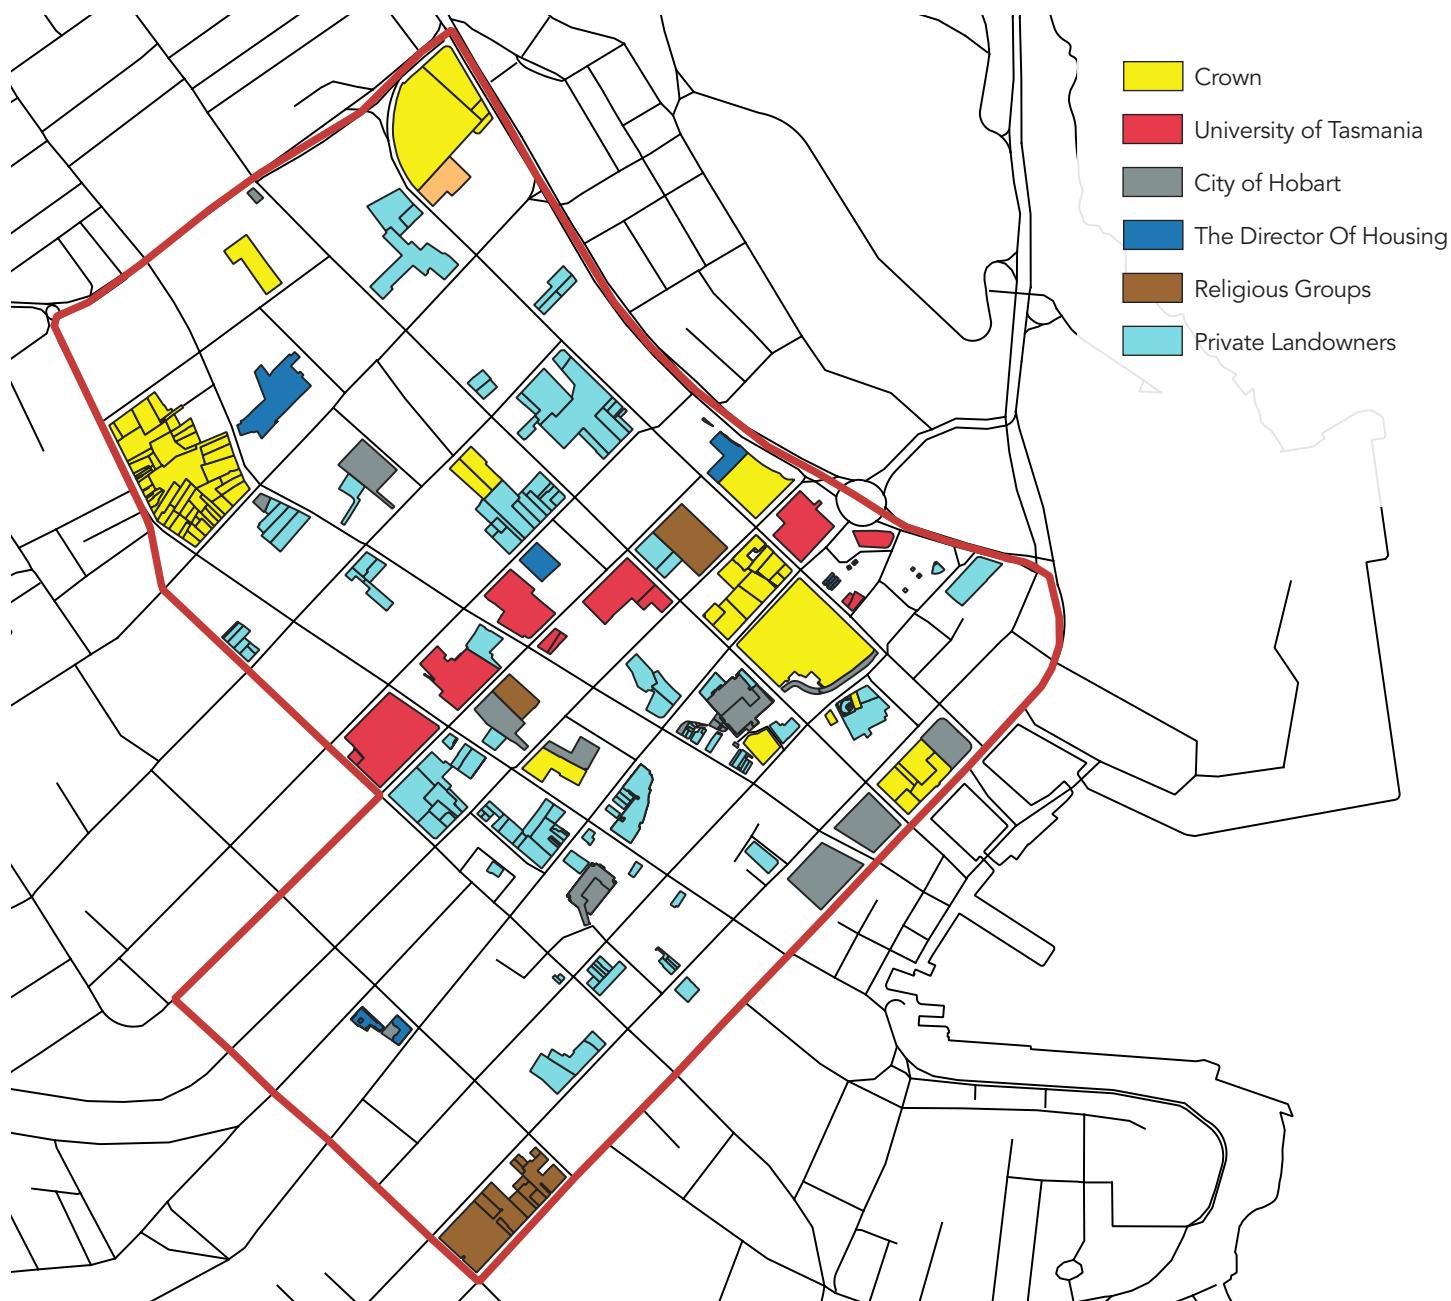 Crown
University of Tasmania
City of Hobart
The Director Of Housing
Religious Groups
Private Landowners